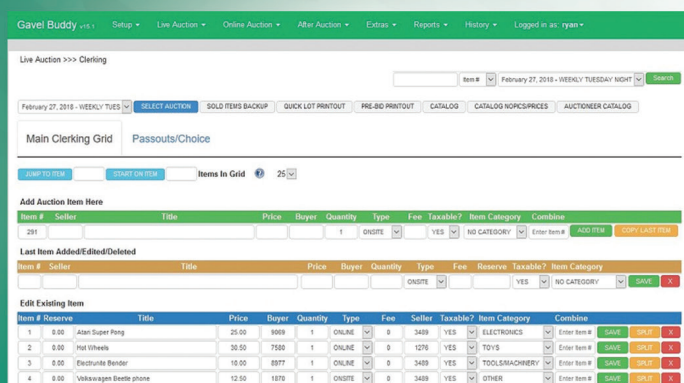 Gavel Buddy v15.1 Setup Live Auction Online Auction After Auction Extras Reports History Logged in as: ryan
Live Auction >>> Clerking
Item # February 27, 2018 - WEEKLY TUESDAY NIGHT Search
February 27, 2018 - WEEKLY TUES SELECT AUCTION SOLD ITEMS BACKUP QUICK LOT PRINTOUT PRE-BID PRINTOUT CATALOG CATALOG NOPICS/PRICES AUCTIONEER CATALOG
Main Clerking Grid Passouts/Choice
JUMP TO ITEM START ON ITEM Items In Grid ? 25
Add Auction Item Here
Item # Seller Title Price Buyer Quantity Type Fee Taxable? Item Category Combine
291 1 ONSITE YES NO CATEGORY Enter Item # ADD ITEM COPY LAST ITEM
Last Item Added/Edited/Deleted
Item # Seller Title Price Buyer Quantity Type Fee Reserve Taxable? Item Category
ONSITE YES NO CATEGORY SAVE X
Edit Existing Item
Item # Reserve Title Price Buyer Quantity Type Fee Seller Taxable? Item Category Combine
1 0.00 Atari Super Pong 25.00 9069 1 ONLINE 0 3489 YES ELECTRONICS Enter Item # SAVE SPLIT X
2 0.00 Hot Wheels 30.50 7580 1 ONLINE 0 1276 YES TOYS Enter Item # SAVE SPLIT X
3 0.00 Electrunite Bender 10.00 8977 1 ONLINE 0 3489 YES TOOLS/MACHINERY Enter Item # SAVE SPLIT X
4 0.00 Volkswagen Beetle phone 12.50 1870 1 ONSITE 0 3489 YES OTHER Enter Item # SAVE SPLIT X